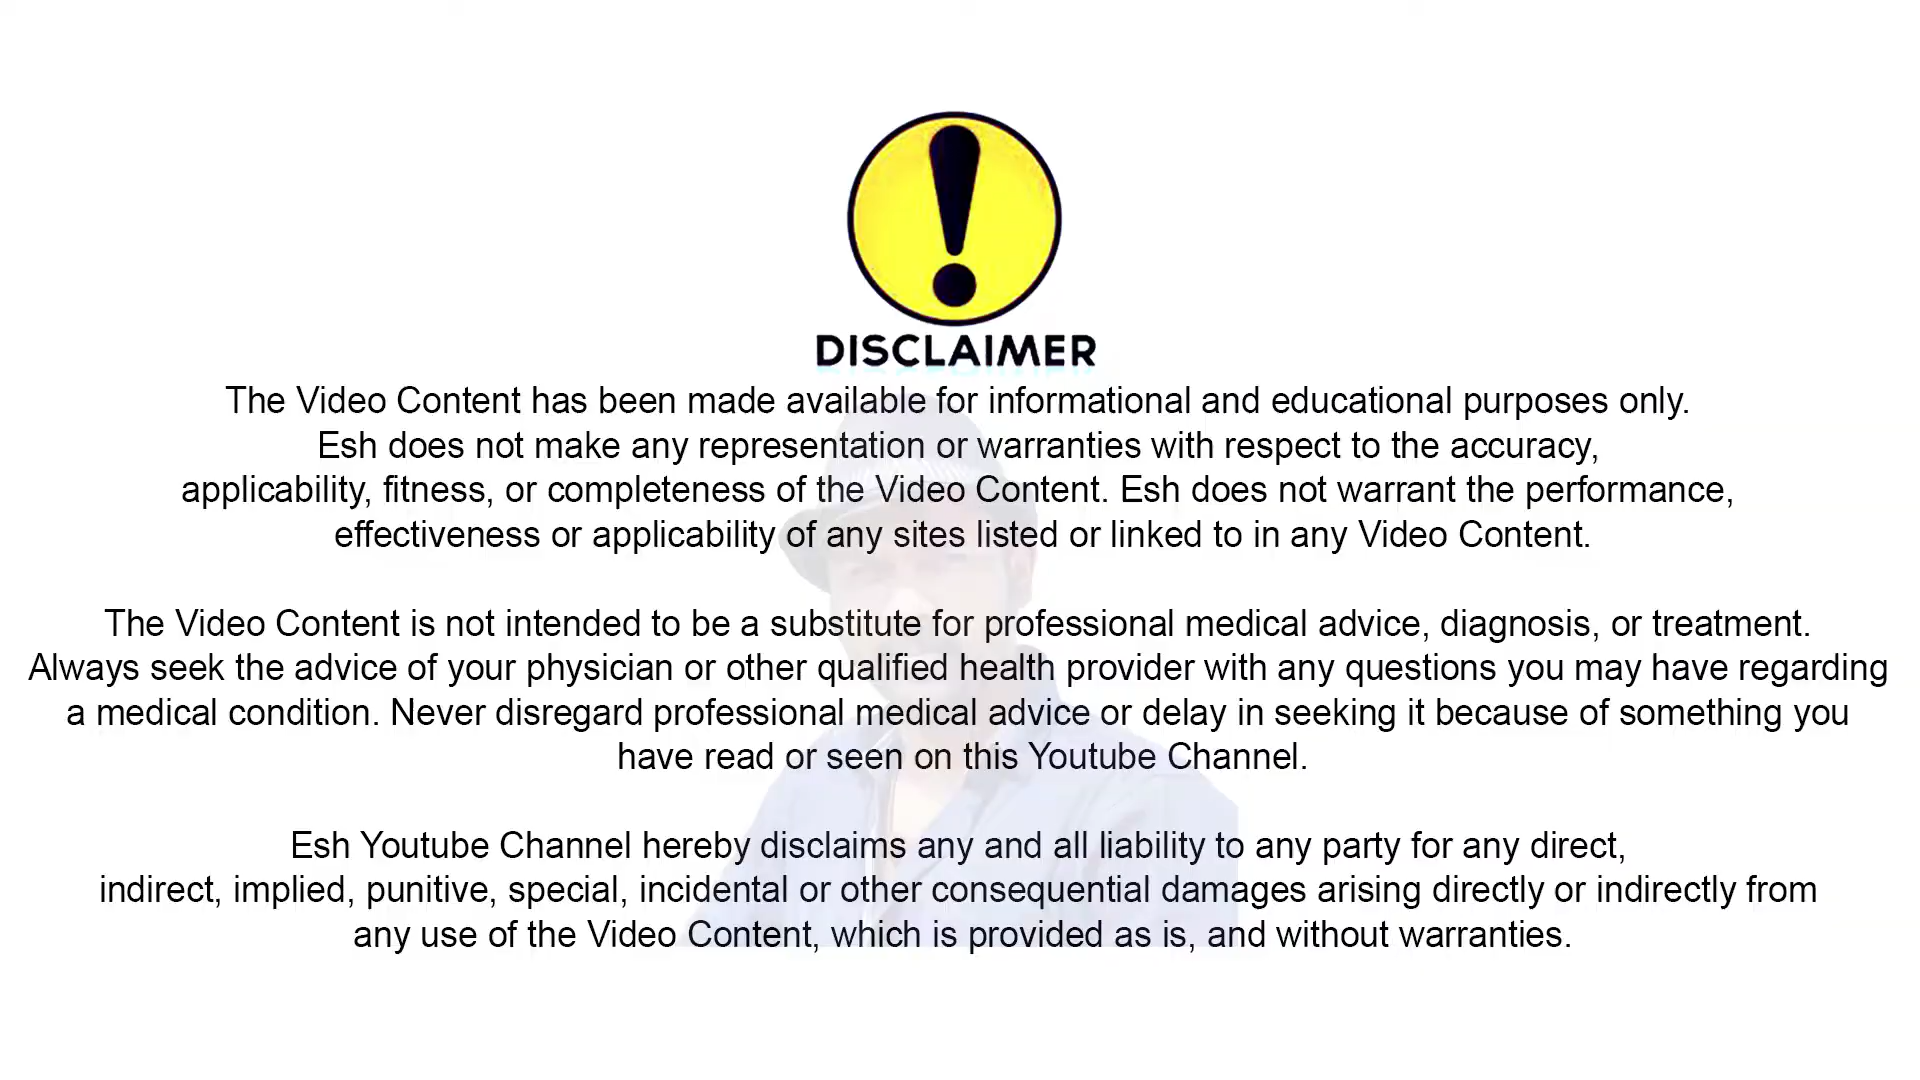 DISCLAIMER
The Video Content has been made available for informational and educational purposes only.
Esh does not make any representation or warranties with respect to the accuracy,
applicability, fitness, or completeness of the Video Content. Esh does not warrant the performance,
effectiveness or applicability of any sites listed or linked to in any Video Content.
The Video Content is not intended to be a substitute for professional medical advice, diagnosis, or treatment.
Always seek the advice of your physician or other qualified health provider with any questions you may have regarding
a medical condition. Never disregard professional medical advice or delay in seeking it because of something you
have read or seen on this Youtube Channel.
Esh Youtube Channel hereby disclaims any and all liability to any party for any direct,
indirect, implied, punitive, special, incidental or other consequential damages arising directly or indirectly from
any use of the Video Content, which is provided as is, and without warranties.